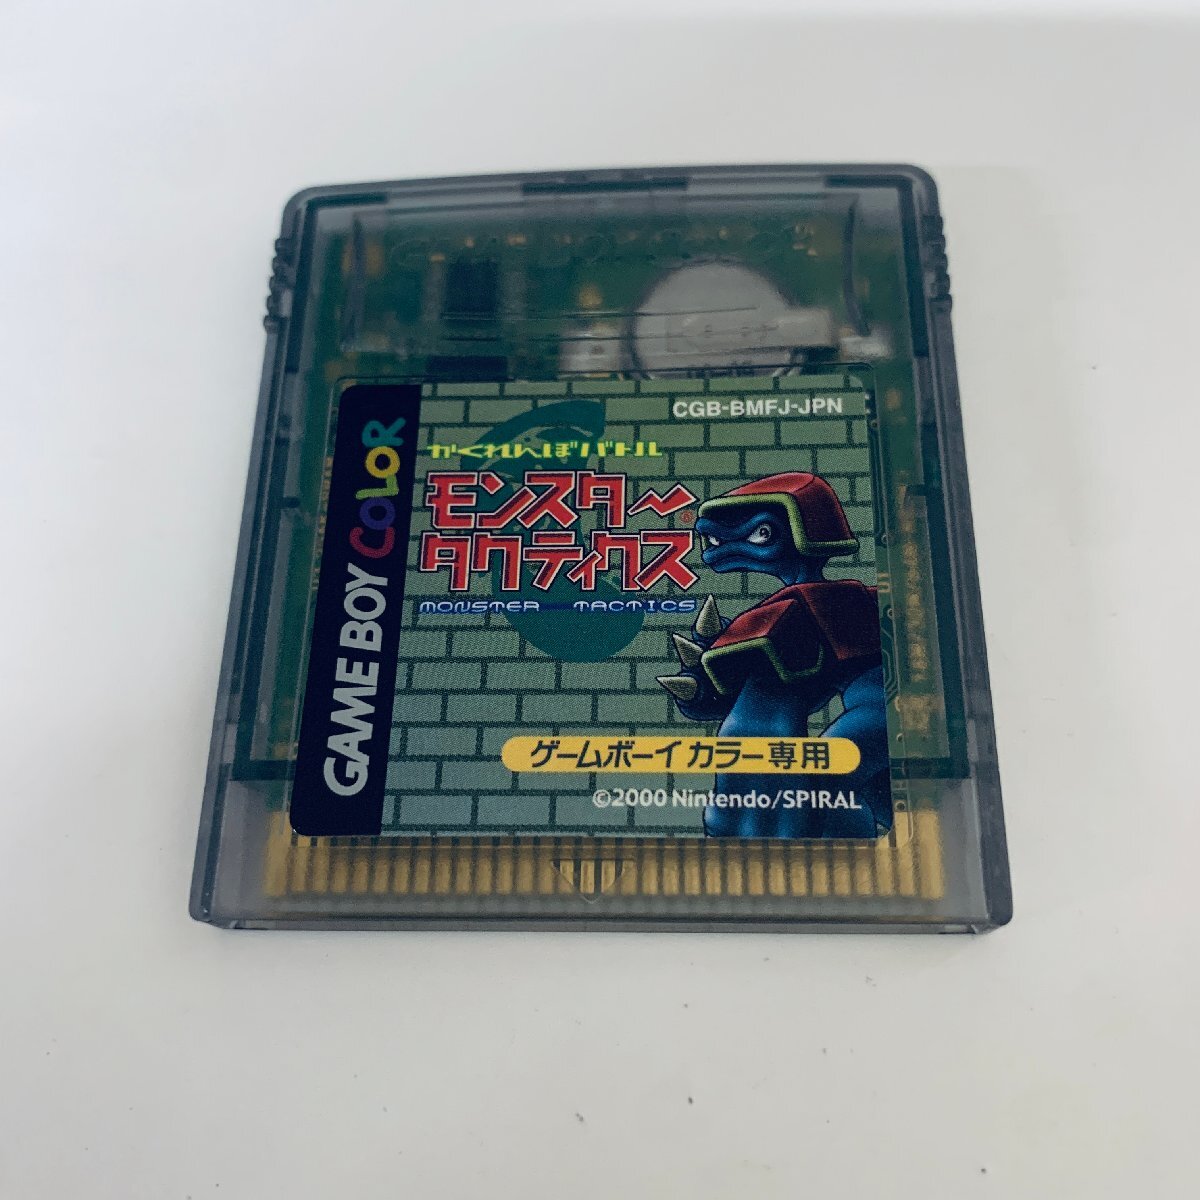 CGB-BMFJ-JPN
かくれんぼバトル
モンスター
タクティクス®
MONSTER TACTICS
GAME BOY COLOR
ゲームボーイカラー専用
©2000 Nintendo/SPIRAL